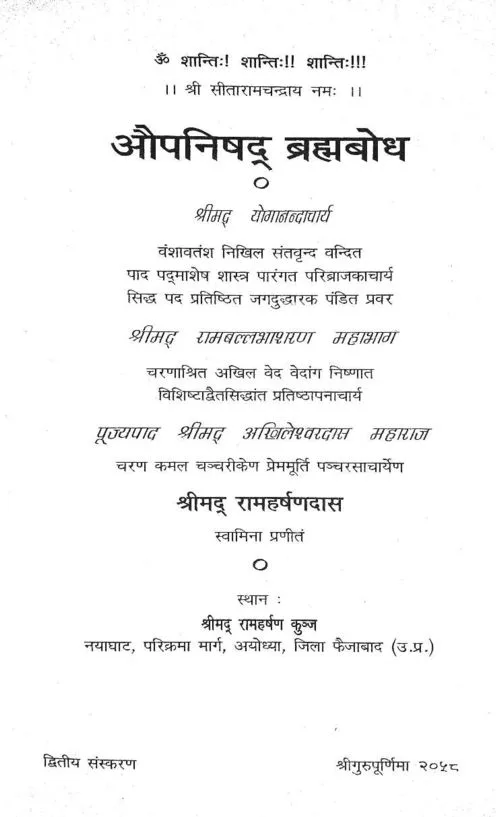 ॐ शान्तिः! शान्तिः!! शान्तिः!!!
।। श्री सीतारामचन्द्राय नमः ।।
औपनिषद् ब्रह्मबोध
श्रीमद् योगानन्दाचार्य
वंशावतंश निखिल संतवृन्द वन्दित
पाद पद्माशेष शास्त्र पारंगत परिब्राजकाचार्य
सिद्ध पद प्रतिष्ठित जगदुद्धारक पंडित प्रवर
श्रीमद् रामबल्लभाशरण महाभाग
चरणाश्रित अखिल वेद वेदांग निष्णात
विशिष्टाद्वैतसिद्धांत प्रतिष्ठापनाचार्य
पूज्यपाद श्रीमद् अखिलेश्वरदास महाराज
चरण कमल चञ्चरीकेण प्रेममूर्ति पञ्चरसाचार्येण
श्रीमद् रामहर्षणदास
स्वामिना प्रणीतं
स्थान :
श्रीमद् रामहर्षण कुञ्ज
नयाघाट, परिक्रमा मार्ग, अयोध्या, जिला फैजाबाद (उ.प्र.)
द्वितीय संस्करण श्रीगुरुपूर्णिमा २०५८